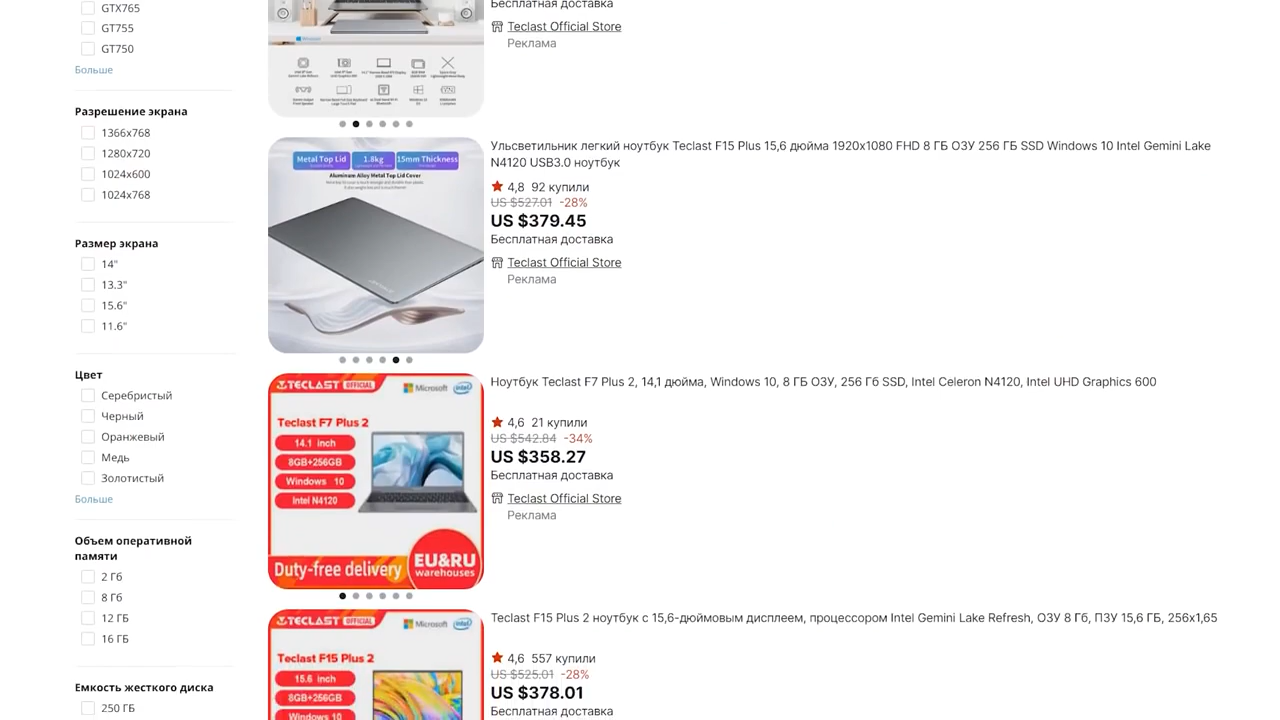 GTX765
GT755
GT750
Больше
Разрешение экрана
1366x768
1280x720
1024x600
1024x768
Размер экрана
14"
13.3"
15.6"
11.6"
Цвет
Серебристый
Черный
Оранжевый
Медь
Золотистый
Больше
Объем оперативной
памяти
2 Гб
8 Гб
12 ГБ
16 ГБ
Емкость жесткого диска
250 ГБ
Бесплатная доставка
Teclast Official Store
Реклама
Metal Top Lid
1.8kg
15mm Thickness
Aluminum Alloy Metal Top Lid Cover
Ульсветильник легкий ноутбук Teclast F15 Plus 15,6 дюйма 1920x1080 FHD 8 ГБ ОЗУ 256 ГБ SSD Windows 10 Intel Gemini Lake
N4120 USB3.0 ноутбук
4,8 92 купили
US $527.01 -28%
US $379.45
Бесплатная доставка
Teclast Official Store
Реклама
TECLAST OFFICIAL
Microsoft
intel
Teclast F7 Plus 2
14.1 inch
8GB+256GB
Windows 10
Intel N4120
Duty-free delivery
EU&RU
warehouses
Ноутбук Teclast F7 Plus 2, 14,1 дюйма, Windows 10, 8 ГБ ОЗУ, 256 Гб SSD, Intel Celeron N4120, Intel UHD Graphics 600
4,6 21 купили
US $542.84 -34%
US $358.27
Бесплатная доставка
Teclast Official Store
Реклама
TECLAST OFFICIAL
Microsoft
intel
Teclast F15 Plus 2
15.6 inch
8GB+256GB
Windows 10
Teclast F15 Plus 2 ноутбук с 15,6-дюймовым дисплеем, процессором Intel Gemini Lake Refresh, ОЗУ 8 Гб, ПЗУ 15,6 ГБ, 256x1,65
4,6 557 купили
US $525.01 -28%
US $378.01
Бесплатная доставка